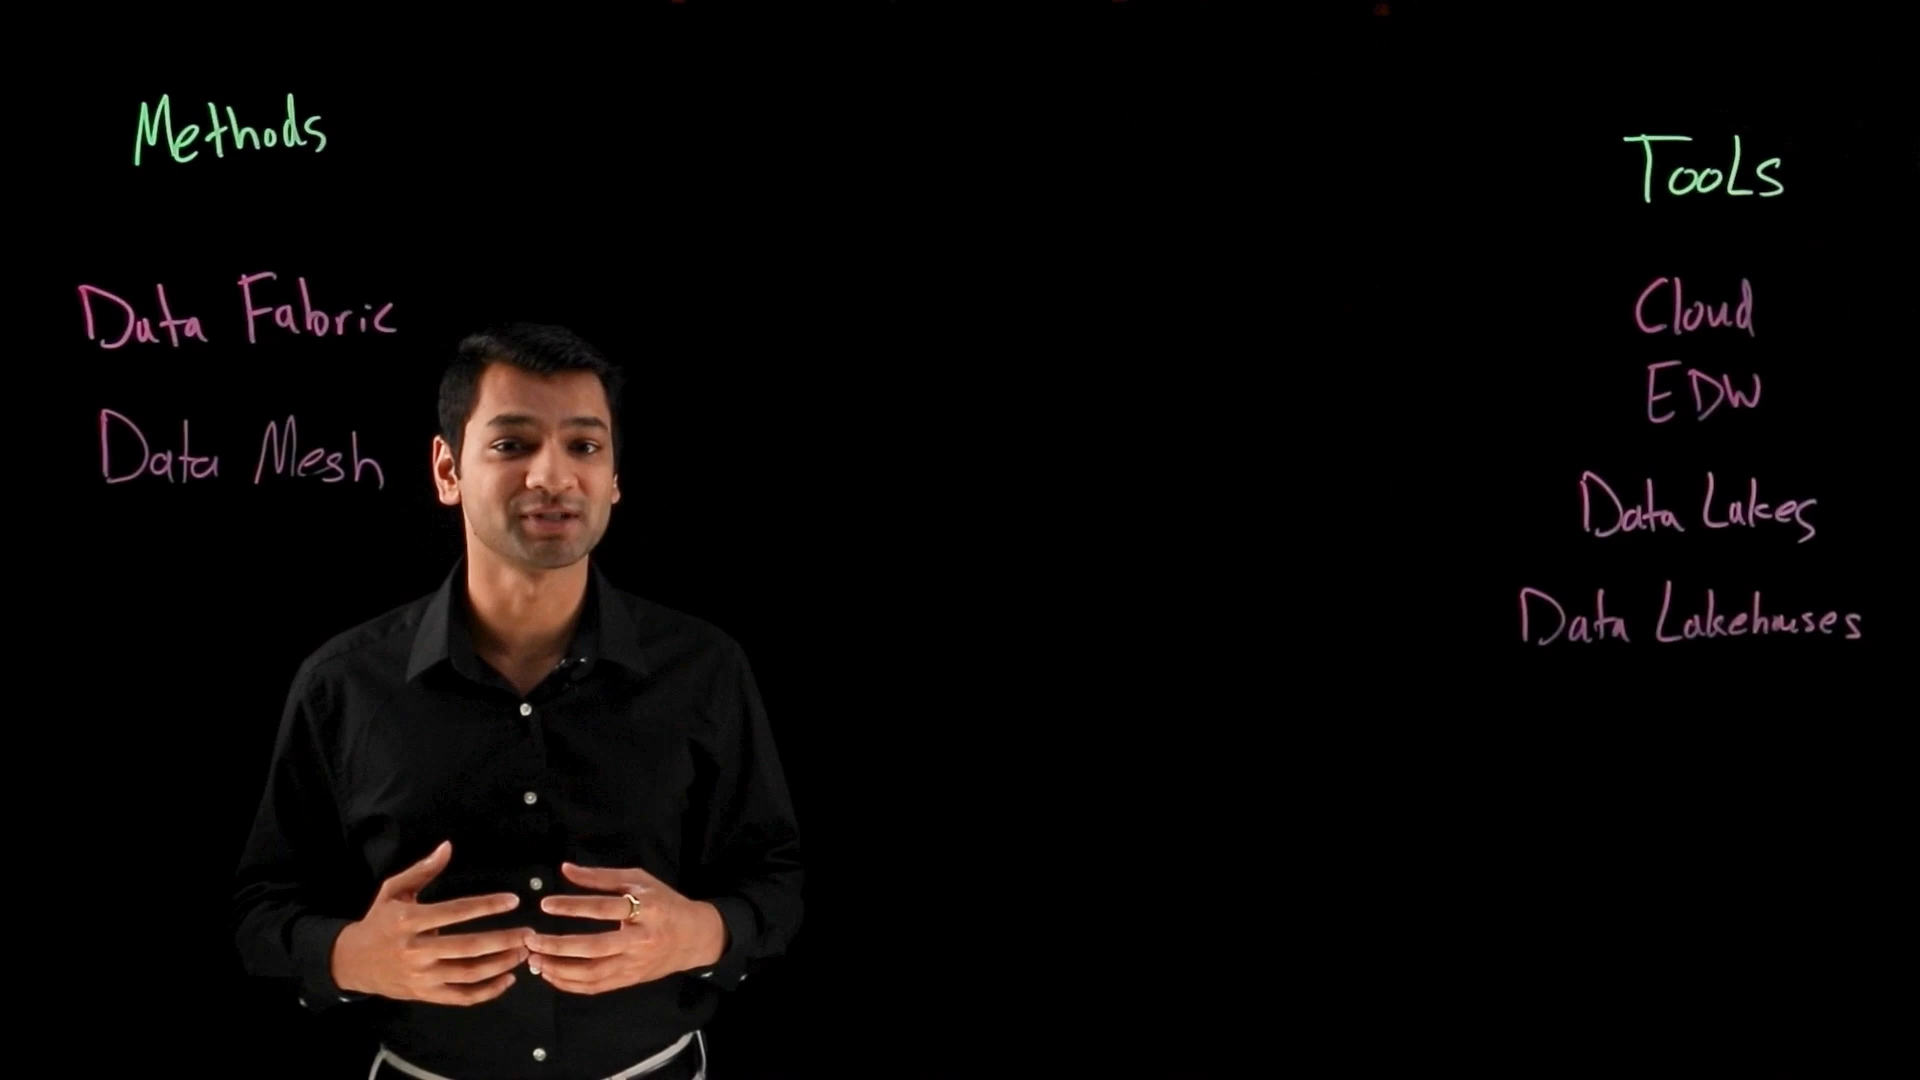 Methods
Data Fabric
Data Mesh
Tools
Cloud
EDW
Data Lakes
Data Lakehouses